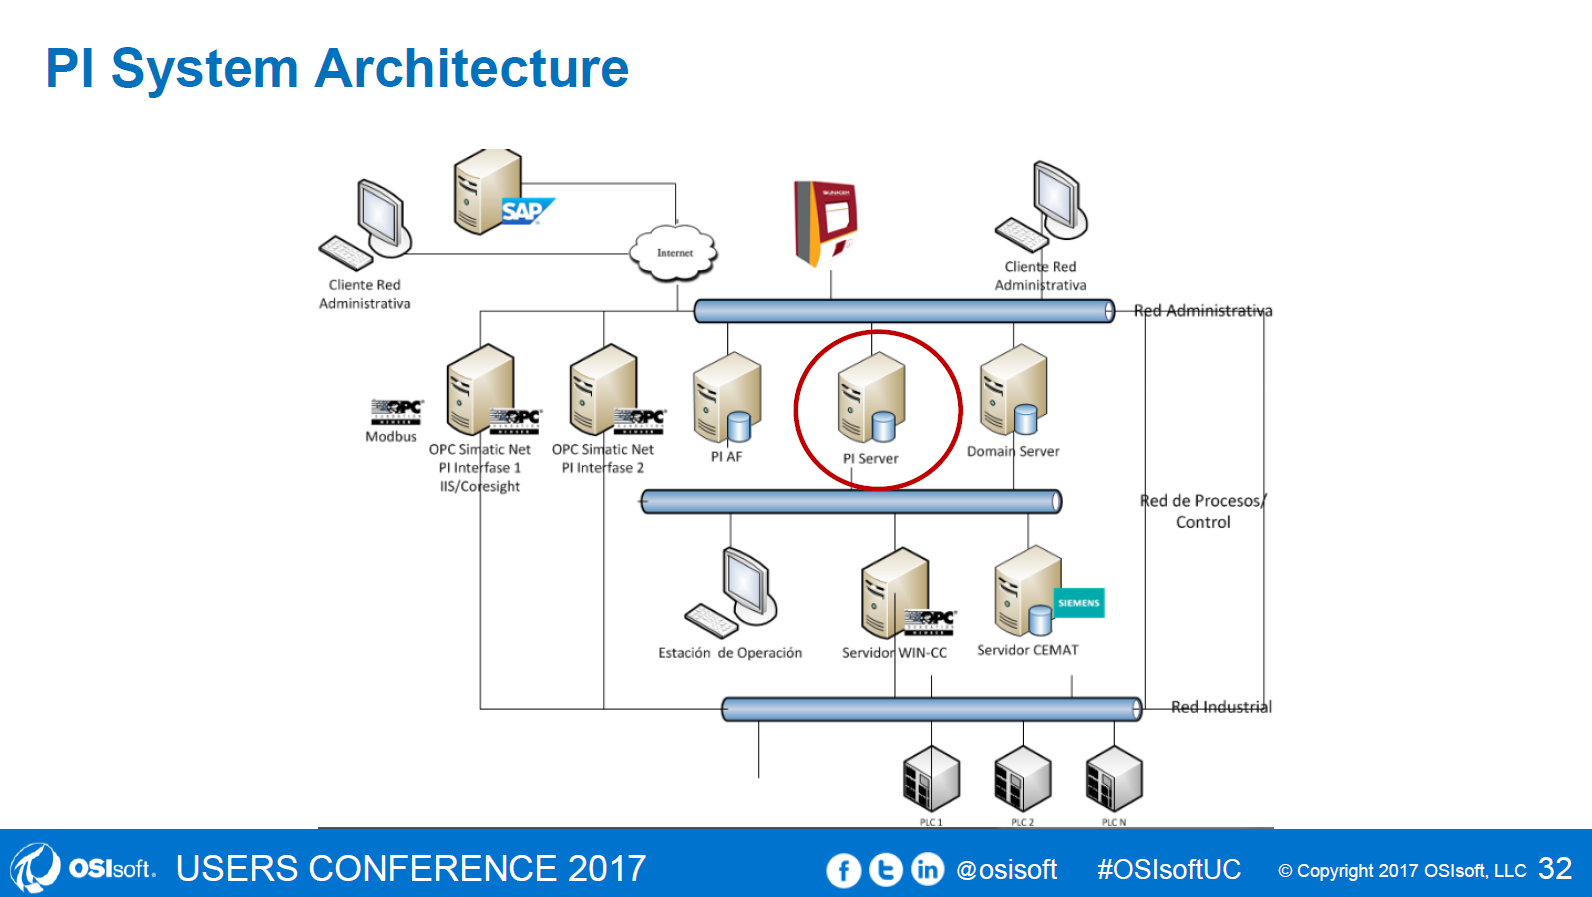 PI System Architecture
SAP
Internet
Cliente Red
Administrativa
Cliente Red
Administrativa
Red Administrativa
OPC
Modbus
OPC
OPC Simatic Net
PI Interfase 1
IIS/Coresight
OPC
OPC Simatic Net
PI Interfase 2
PI AF
PI Server
Domain Server
Red de Procesos/
Control
Estación de Operación
OPC
Servidor WIN-CC
SIEMENS
Servidor CEMAT
Red Industrial
PLC 1
PLC 2
PLC N
OSIsoft. USERS CONFERENCE 2017
@osisoft #OSIsoftUC © Copyright 2017 OSIsoft, LLC 32